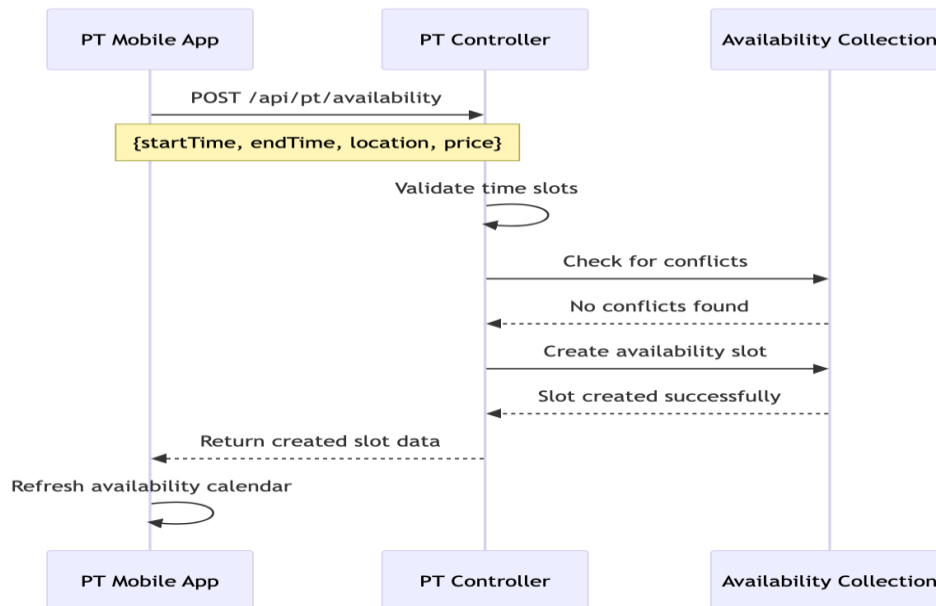 PT Mobile App
PT Controller
Availability Collection
POST /api/pt/availability
{startTime, endTime, location, price}
Validate time slots
Check for conflicts
No conflicts found
Create availability slot
Slot created successfully
Return created slot data
Refresh availability calendar
PT Mobile App
PT Controller
Availability Collection